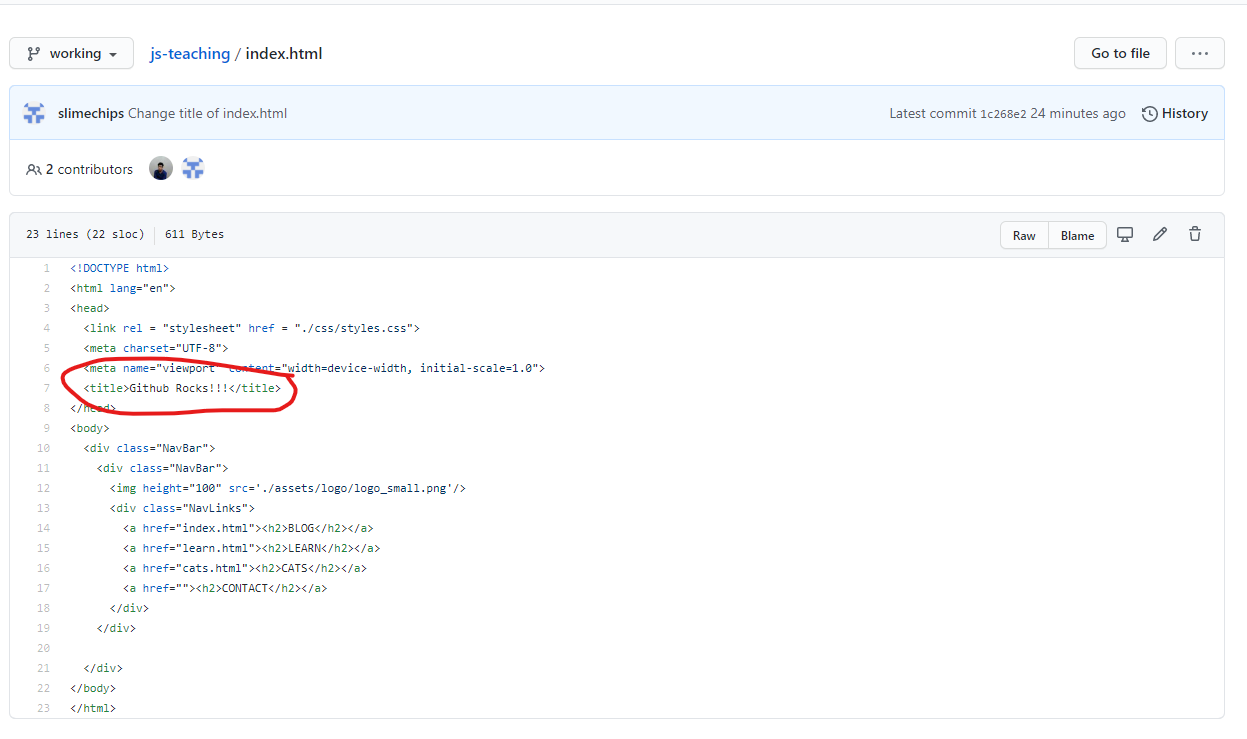 working js-teaching / index.html Go to file ...
slimechips Change title of index.html Latest commit 1c268e2 24 minutes ago History
2 contributors
23 lines (22 sloc) 611 Bytes Raw Blame
1 <!DOCTYPE html>
2 <html lang="en">
3 <head>
4 <link rel = "stylesheet" href = "./css/styles.css">
5 <meta charset="UTF-8">
6 <meta name="viewport" content="width=device-width, initial-scale=1.0">
7 <title>Github Rocks!!!</title>
8 </head>
9 <body>
10 <div class="NavBar">
11 <div class="NavBar">
12 <img height="100" src='./assets/logo/logo_small.png'/>
13 <div class="NavLinks">
14 <a href="index.html"><h2>BLOG</h2></a>
15 <a href="learn.html"><h2>LEARN</h2></a>
16 <a href="cats.html"><h2>CATS</h2></a>
17 <a href=""><h2>CONTACT</h2></a>
18 </div>
19 </div>
20
21 </div>
22 </body>
23 </html>